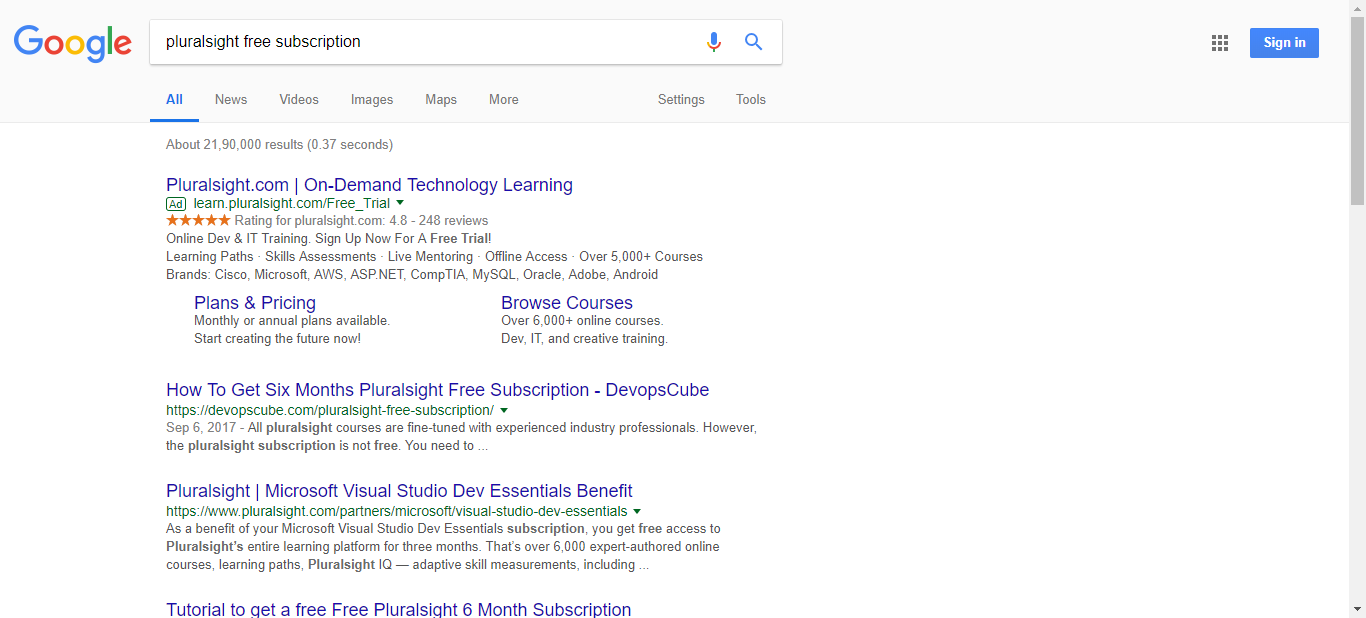 Google
pluralsight free subscription
Sign in
All News Videos Images Maps More Settings Tools
About 21,90,000 results (0.37 seconds)
Pluralsight.com | On-Demand Technology Learning
Ad learn.pluralsight.com/Free_Trial
Rating for pluralsight.com: 4.8 - 248 reviews
Online Dev & IT Training. Sign Up Now For A Free Trial!
Learning Paths · Skills Assessments · Live Mentoring · Offline Access · Over 5,000+ Courses
Brands: Cisco, Microsoft, AWS, ASP.NET, CompTIA, MySQL, Oracle, Adobe, Android
Plans & Pricing
Monthly or annual plans available.
Start creating the future now!
Browse Courses
Over 6,000+ online courses.
Dev, IT, and creative training.
How To Get Six Months Pluralsight Free Subscription - DevopsCube
https://devopscube.com/pluralsight-free-subscription/
Sep 6, 2017 - All pluralsight courses are fine-tuned with experienced industry professionals. However,
the pluralsight subscription is not free. You need to ...
Pluralsight | Microsoft Visual Studio Dev Essentials Benefit
https://www.pluralsight.com/partners/microsoft/visual-studio-dev-essentials
As a benefit of your Microsoft Visual Studio Dev Essentials subscription, you get free access to
Pluralsight's entire learning platform for three months. That's over 6,000 expert-authored online
courses, learning paths, Pluralsight IQ — adaptive skill measurements, including ...
Tutorial to get a free Free Pluralsight 6 Month Subscription